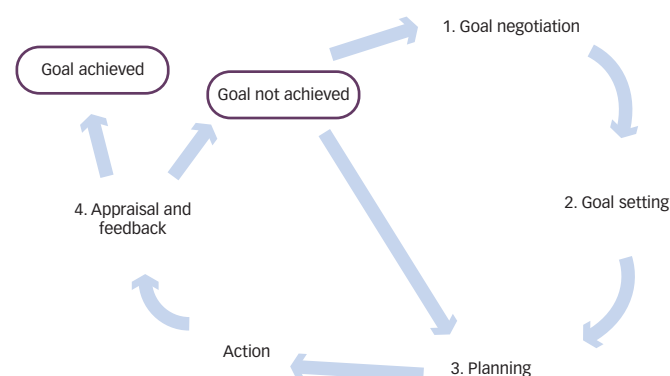 1. Goal negotiation
Goal achieved
Goal not achieved
2. Goal setting
4. Appraisal and
feedback
Action
3. Planning